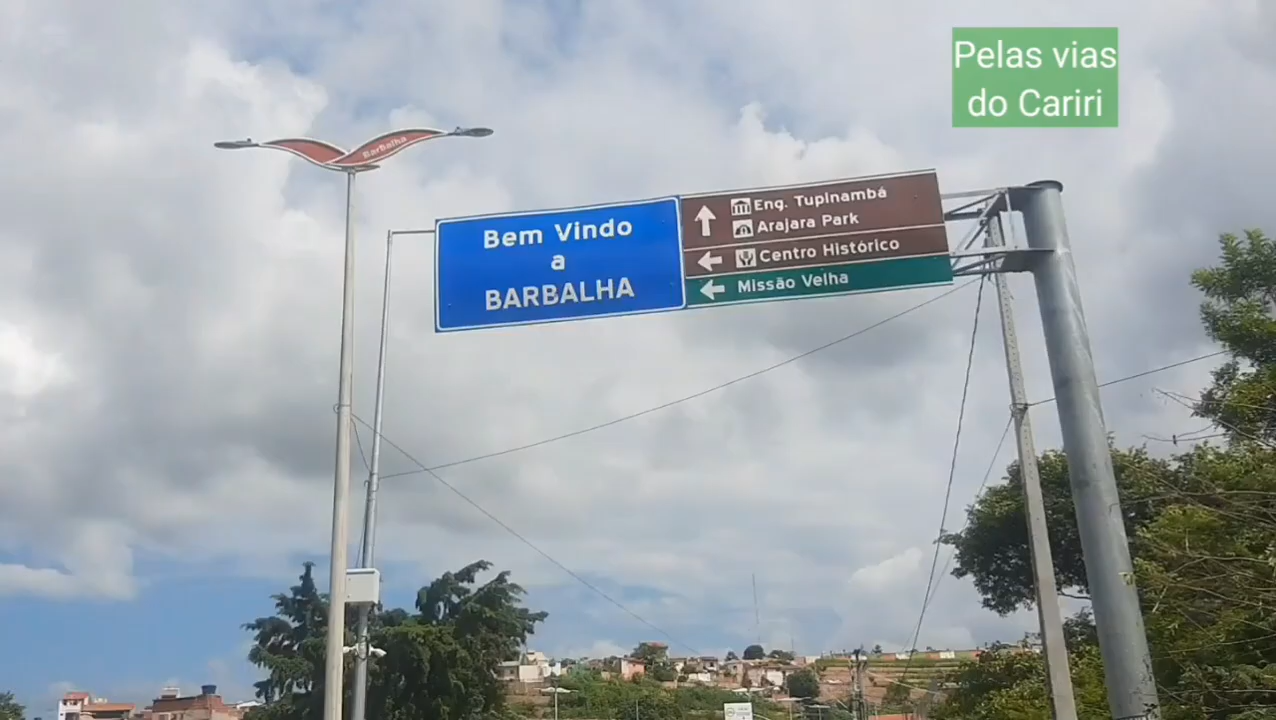 Pelas vias
do Cariri
Barbalha
Bem Vindo
a
BARBALHA
Eng. Tupinambá
Arajara Park
Centro Histórico
Missão Velha